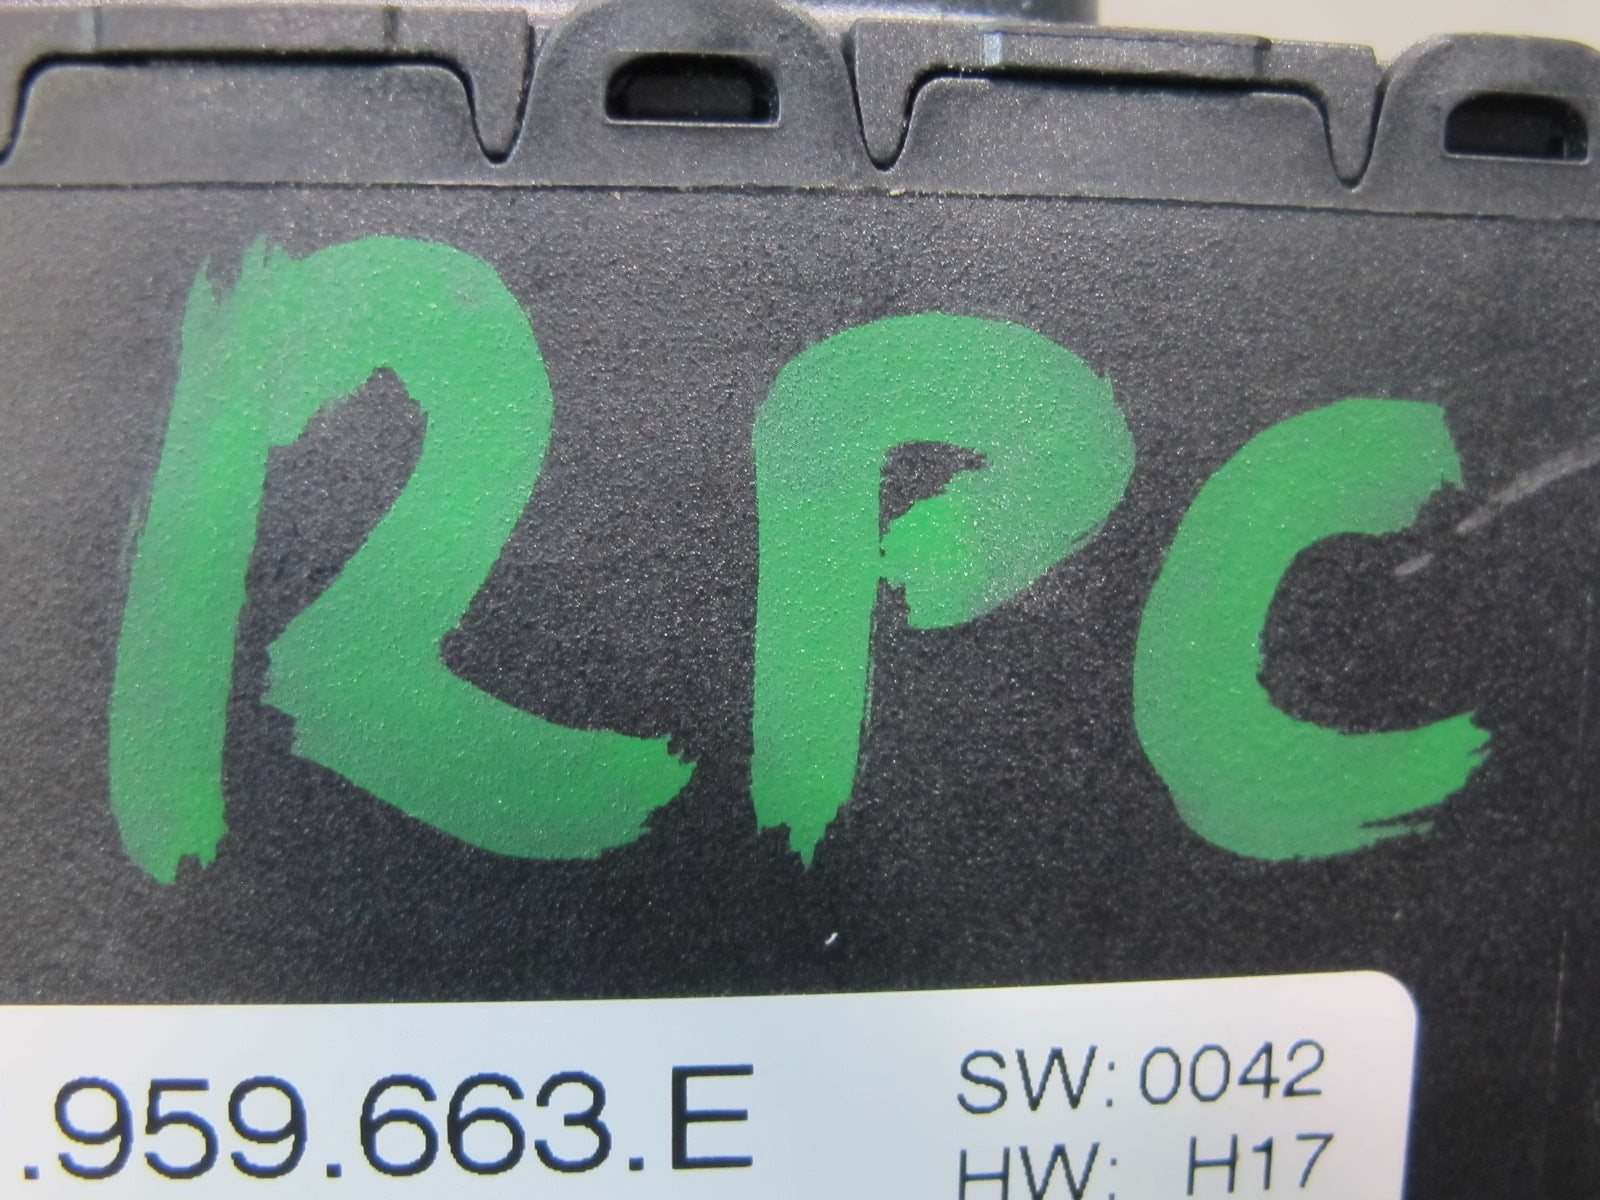 RPC
.959.663.E
SW: 0042
HW: H17